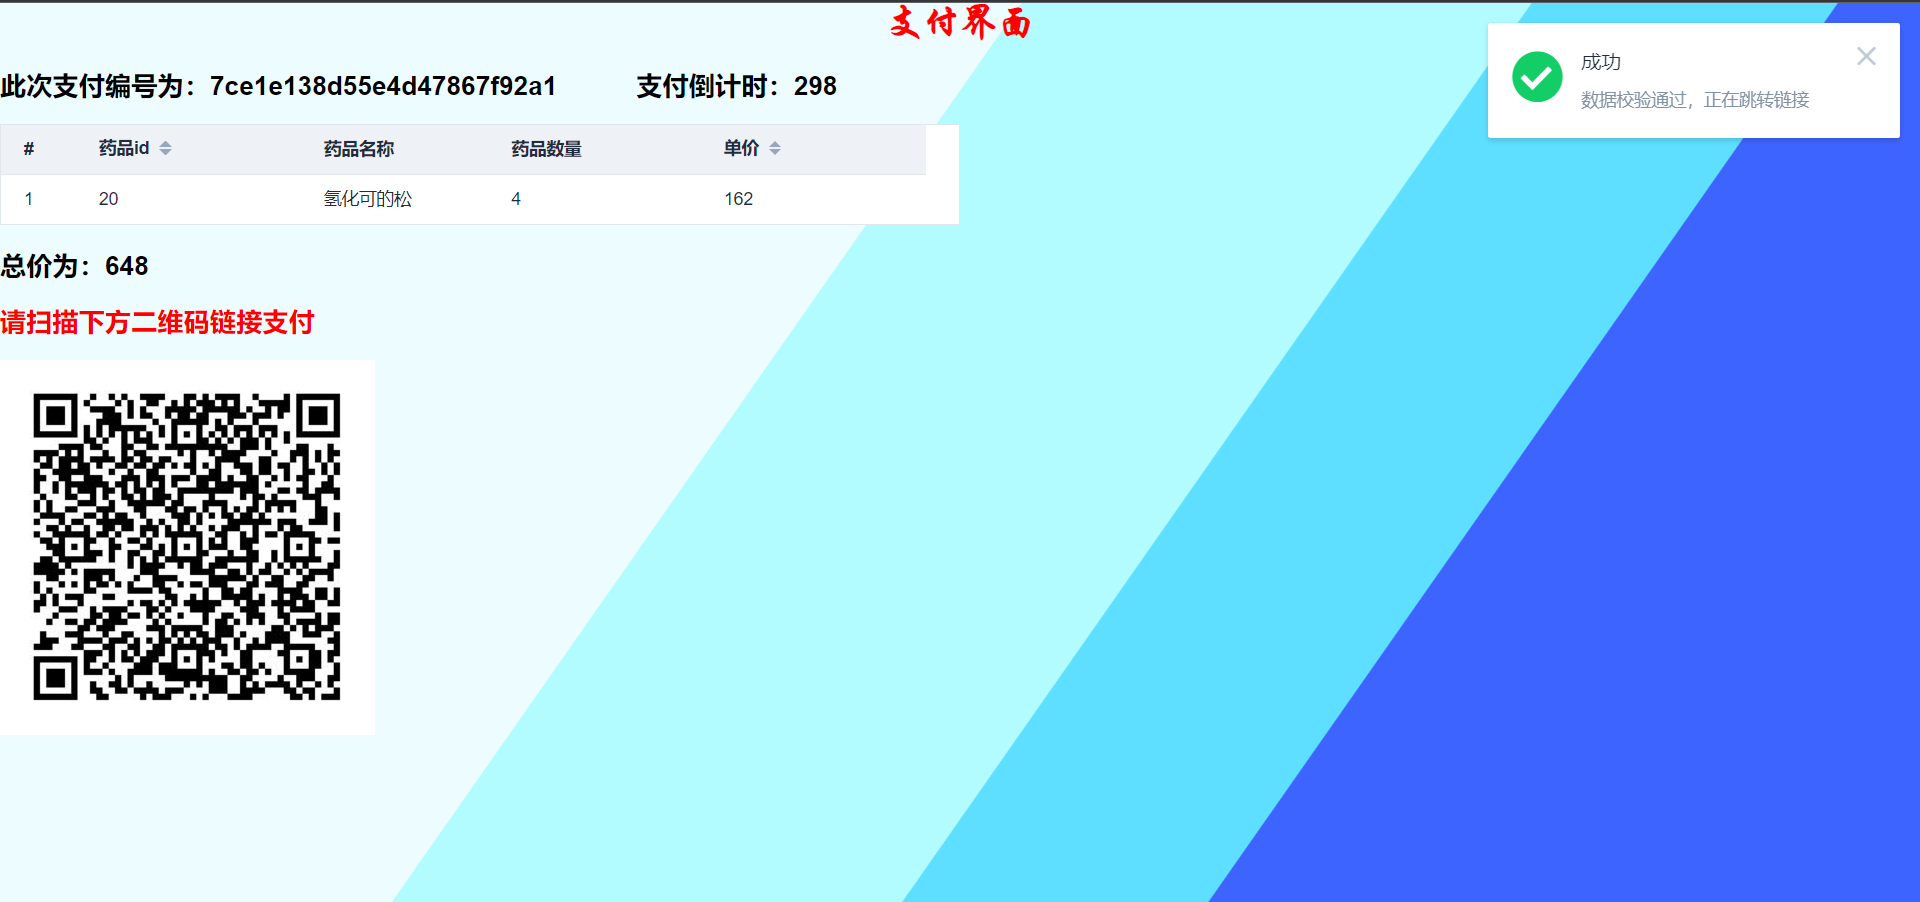 支付界面
成功
数据校验通过，正在跳转链接
此次支付编号为：7ce1e138d55e4d47867f92a1 支付倒计时：298
# 药品id 药品名称 药品数量 单价
1 20 氢化可的松 4 162
总价为：648
请扫描下方二维码链接支付